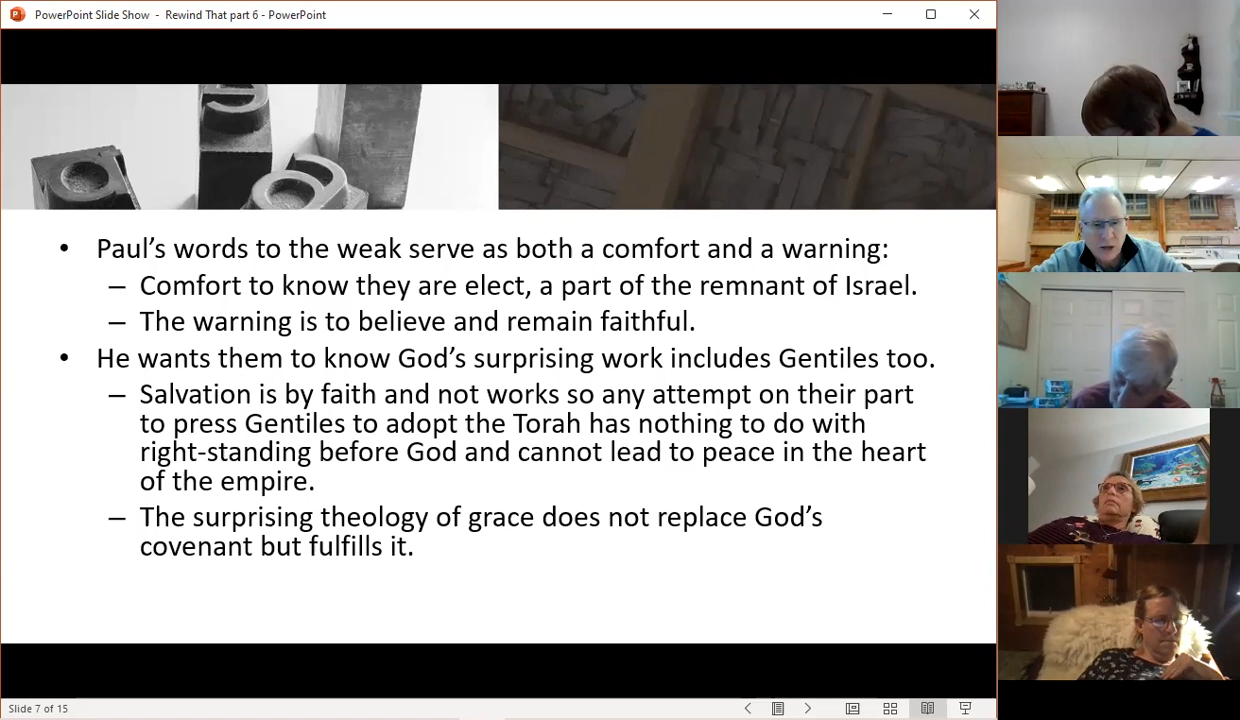 PowerPoint Slide Show - Rewind That part 6 - PowerPoint
• Paul's words to the weak serve as both a comfort and a warning:
– Comfort to know they are elect, a part of the remnant of Israel.
– The warning is to believe and remain faithful.
• He wants them to know God's surprising work includes Gentiles too.
– Salvation is by faith and not works so any attempt on their part
to press Gentiles to adopt the Torah has nothing to do with
right-standing before God and cannot lead to peace in the heart
of the empire.
– The surprising theology of grace does not replace God's
covenant but fulfills it.
Slide 7 of 15